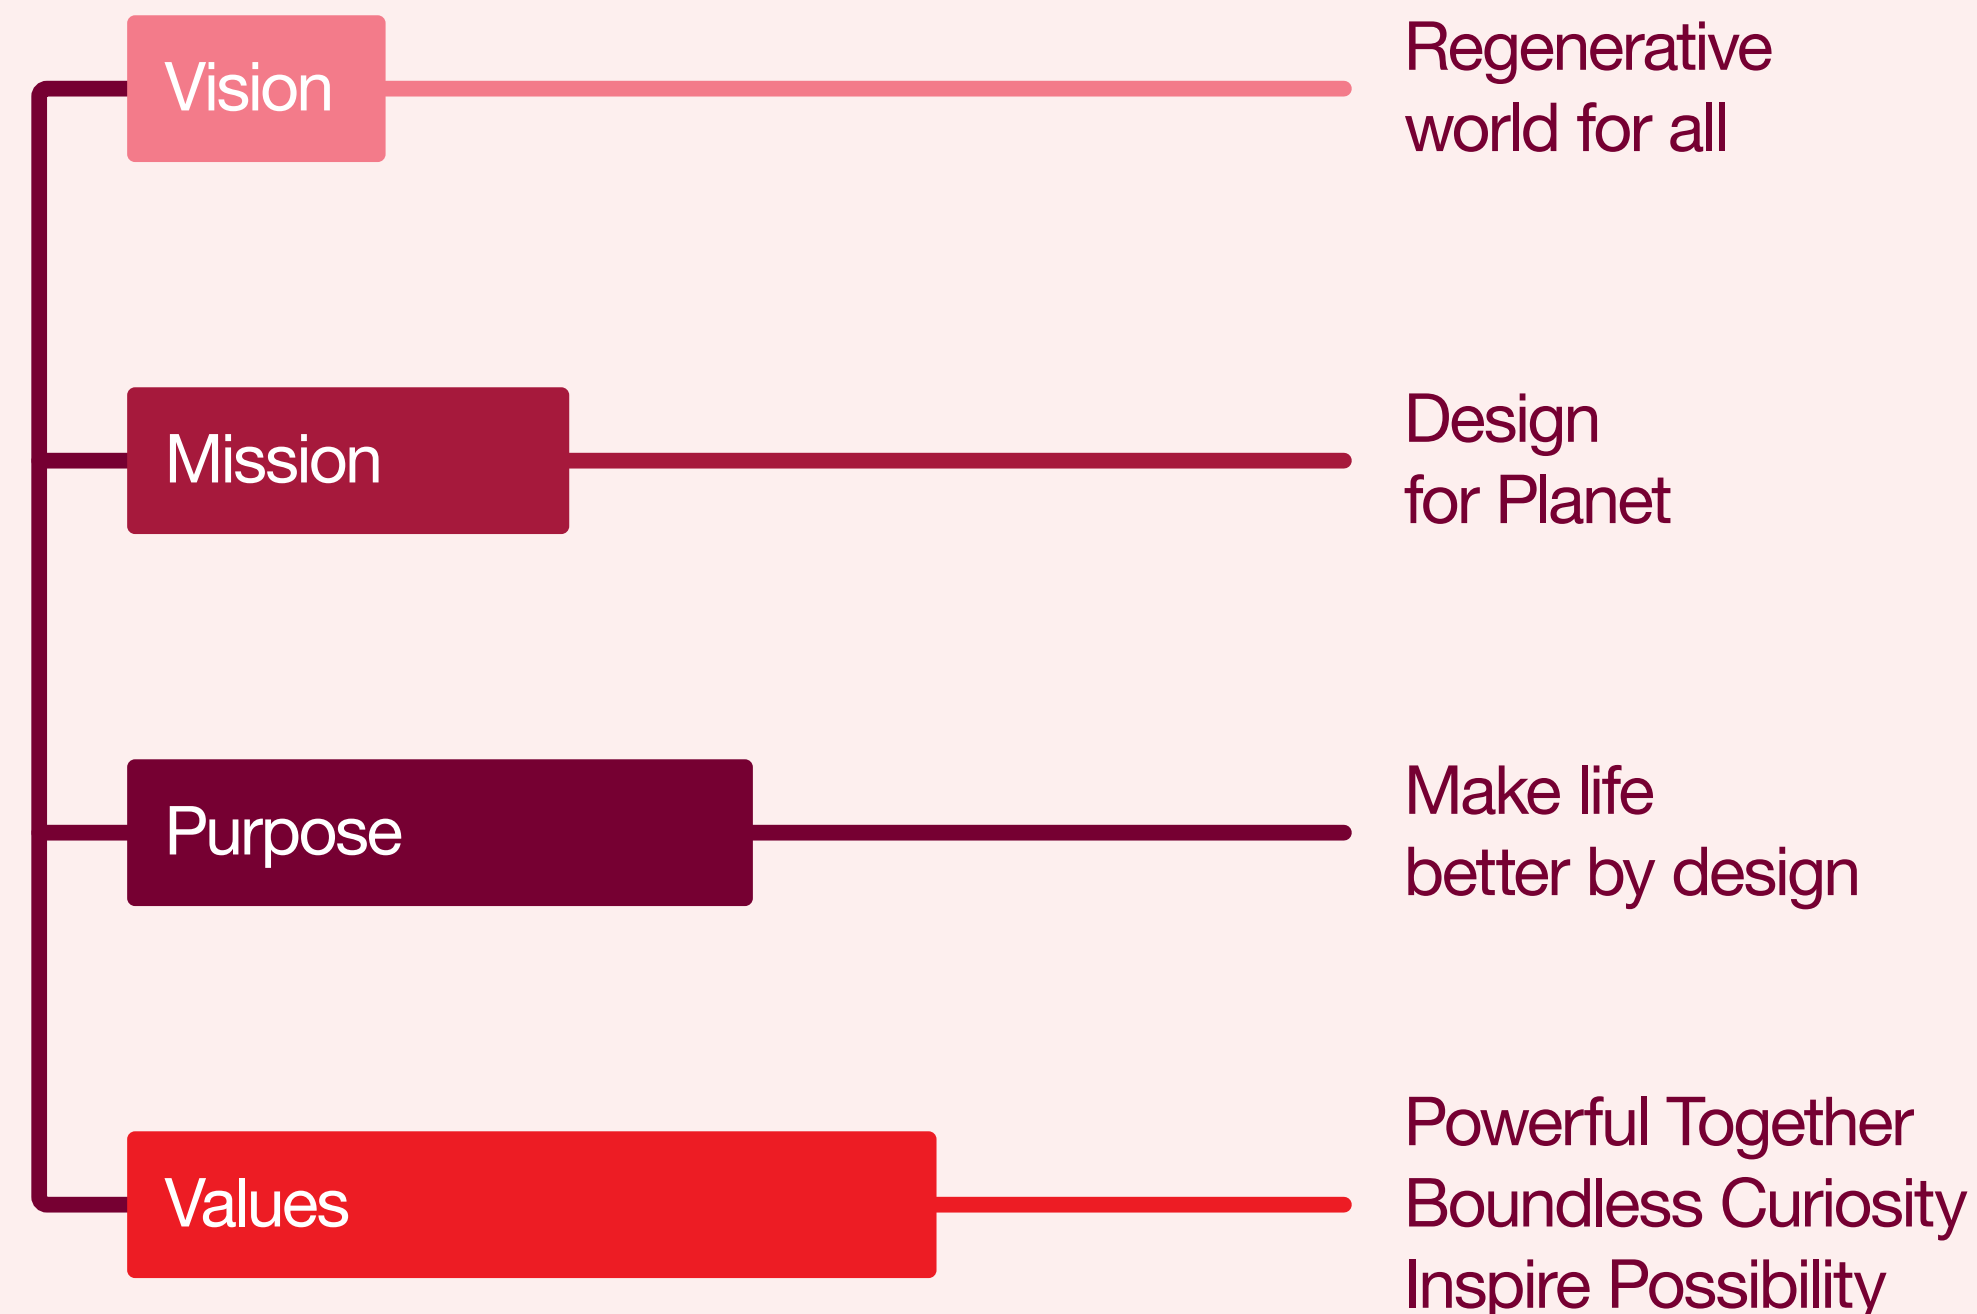 Vision
Regenerative
world for all
Mission
Design
for Planet
Purpose
Make life
better by design
Values
Powerful Together
Boundless Curiosity
Inspire Possibility